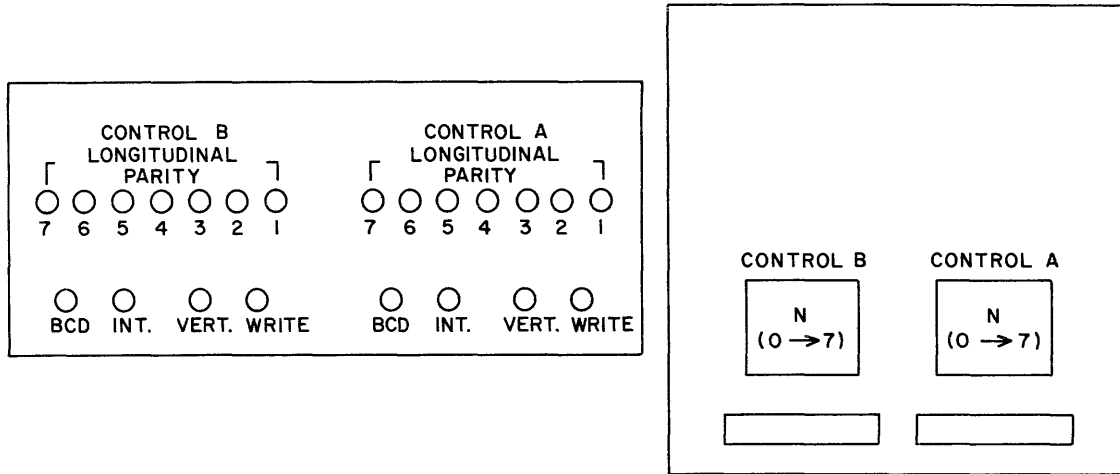 CONTROL B
LONGITUDINAL
PARITY
7 6 5 4 3 2 1
BCD INT. VERT. WRITE
CONTROL A
LONGITUDINAL
PARITY
7 6 5 4 3 2 1
BCD INT. VERT. WRITE
CONTROL B
N
(0 → 7)
CONTROL A
N
(0 → 7)